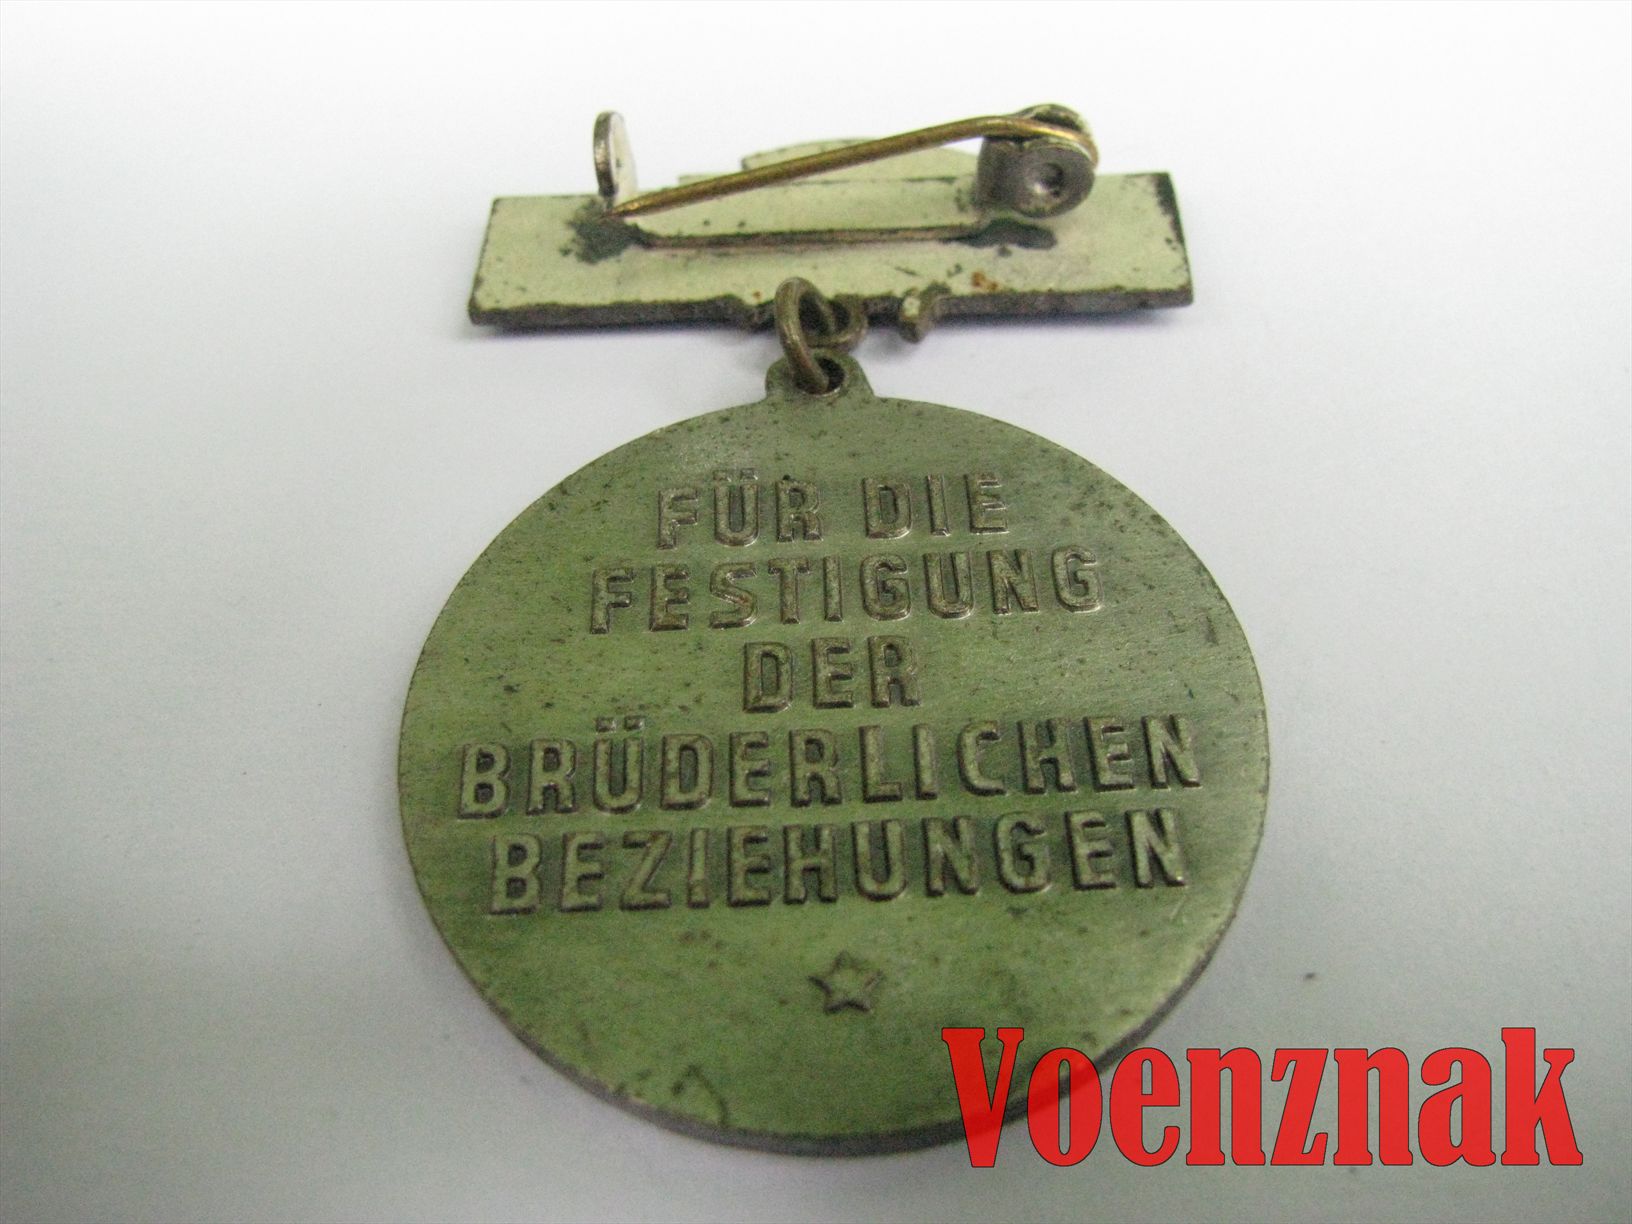 FÜR DIE
FESTIGUNG
DER
BRÜDERLICHEN
BEZIEHUNGEN
Voenznak